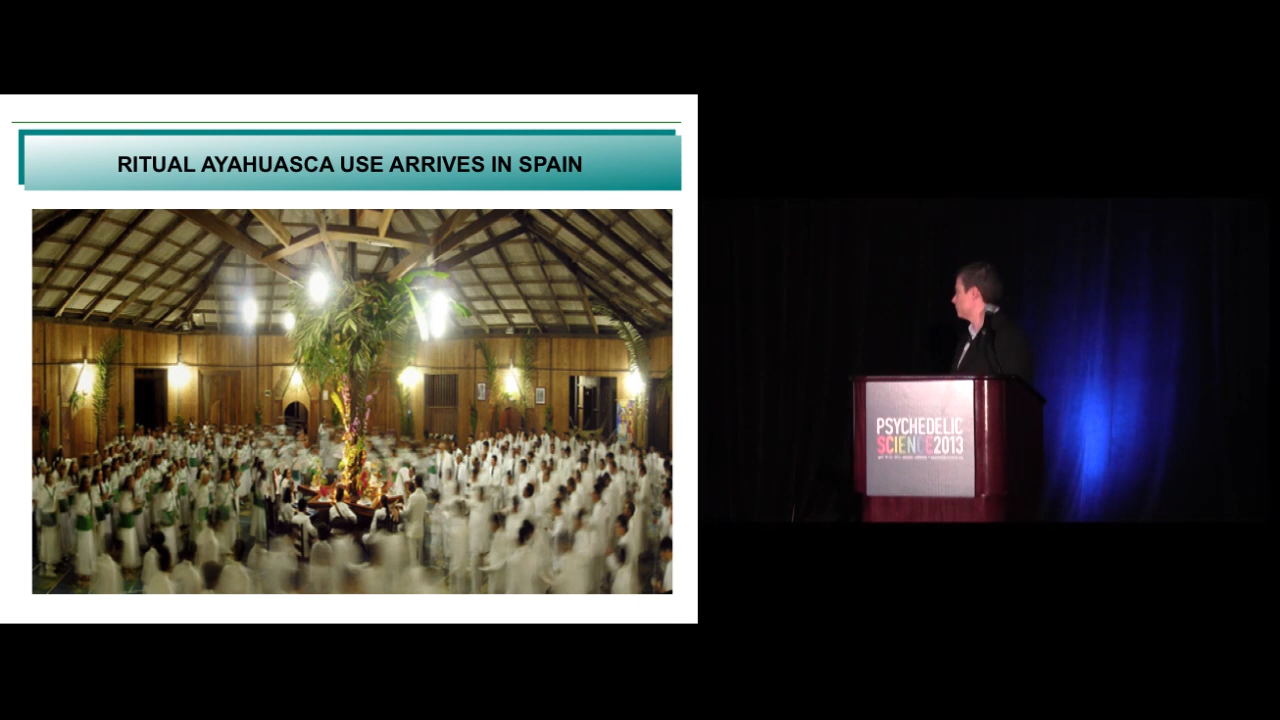 RITUAL AYAHUASCA USE ARRIVES IN SPAIN
PSYCHEDELIC
SCIENCE2013